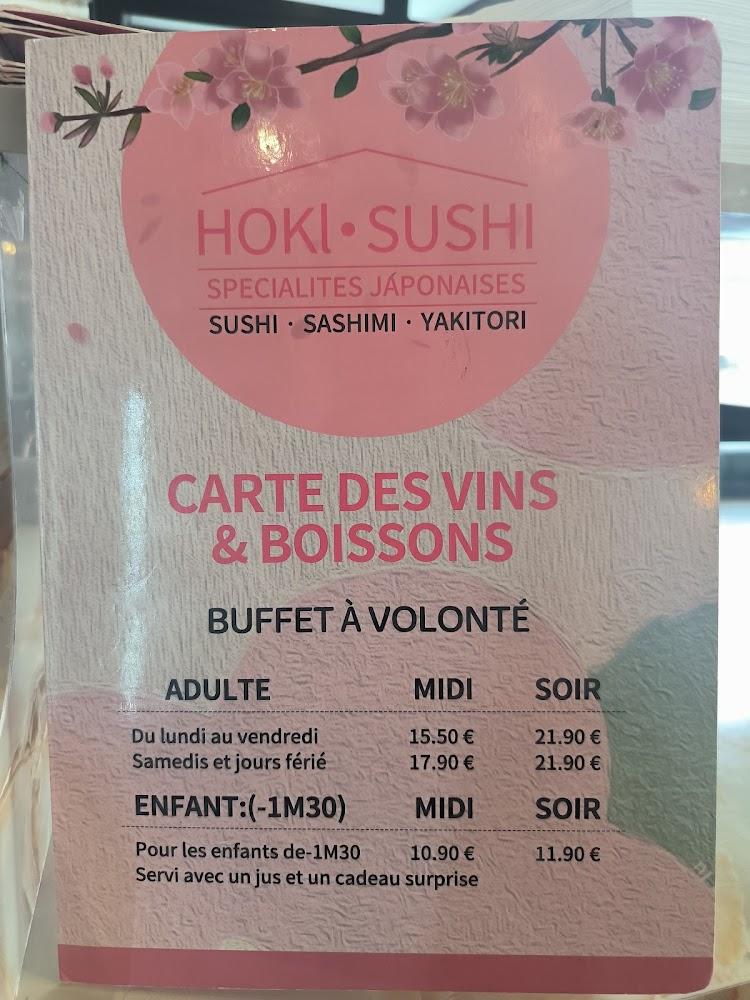 HOKI • SUSHI
SPECIALITES JÁPONAISES
SUSHI · SASHIMI · YAKITORI
CARTE DES VINS
& BOISSONS
BUFFET À VOLONTÉ
ADULTE MIDI SOIR
Du lundi au vendredi 15.50 € 21.90 €
Samedis et jours férié 17.90 € 21.90 €
ENFANT:(-1M30) MIDI SOIR
Pour les enfants de-1M30 10.90 € 11.90 €
Servi avec un jus et un cadeau surprise